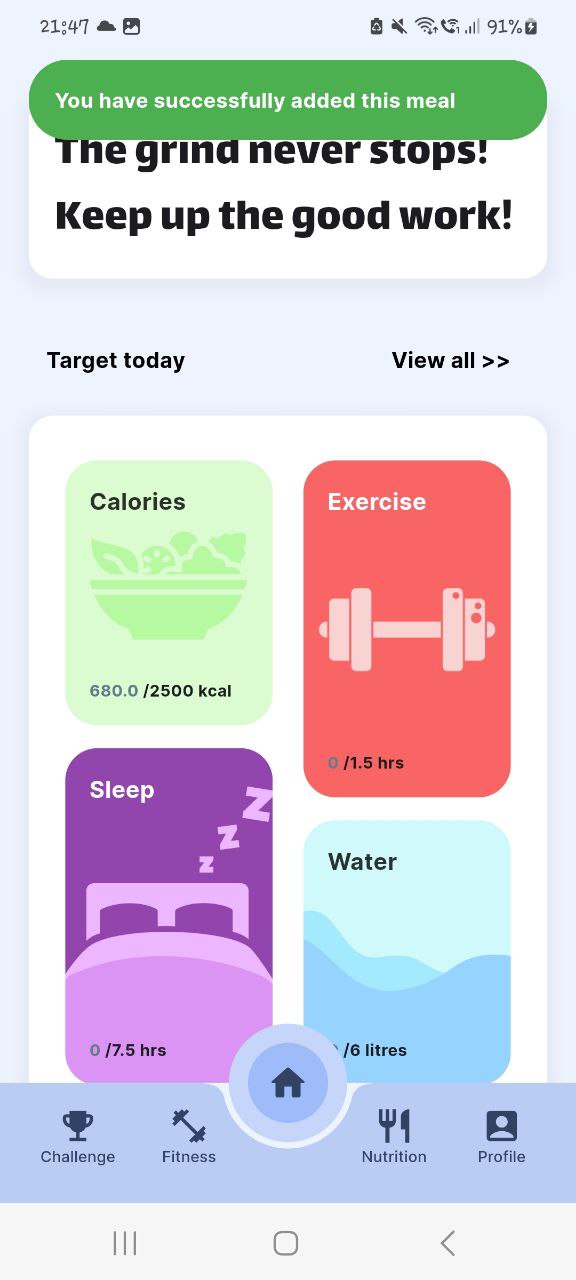 21:47 91%
You have successfully added this meal
The grind never stops!
Keep up the good work!
Target today View all >>
Calories
Exercise
680.0 /2500 kcal
0 /1.5 hrs
Sleep
z
z
z
Water
0 /7.5 hrs
/6 litres
Challenge Fitness Nutrition Profile